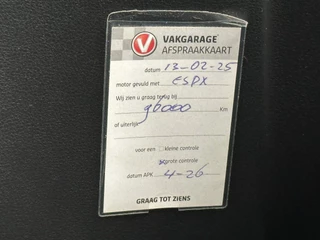 VAKGARAGE
AFSPRAAKKAART
datum 13-02-25
motor gevuld met ESPX
Wij zien u graag terug bij
96000 Km
of uiterlijk
voor een kleine controle
grote controle
datum APK 4-26
GRAAG TOT ZIENS